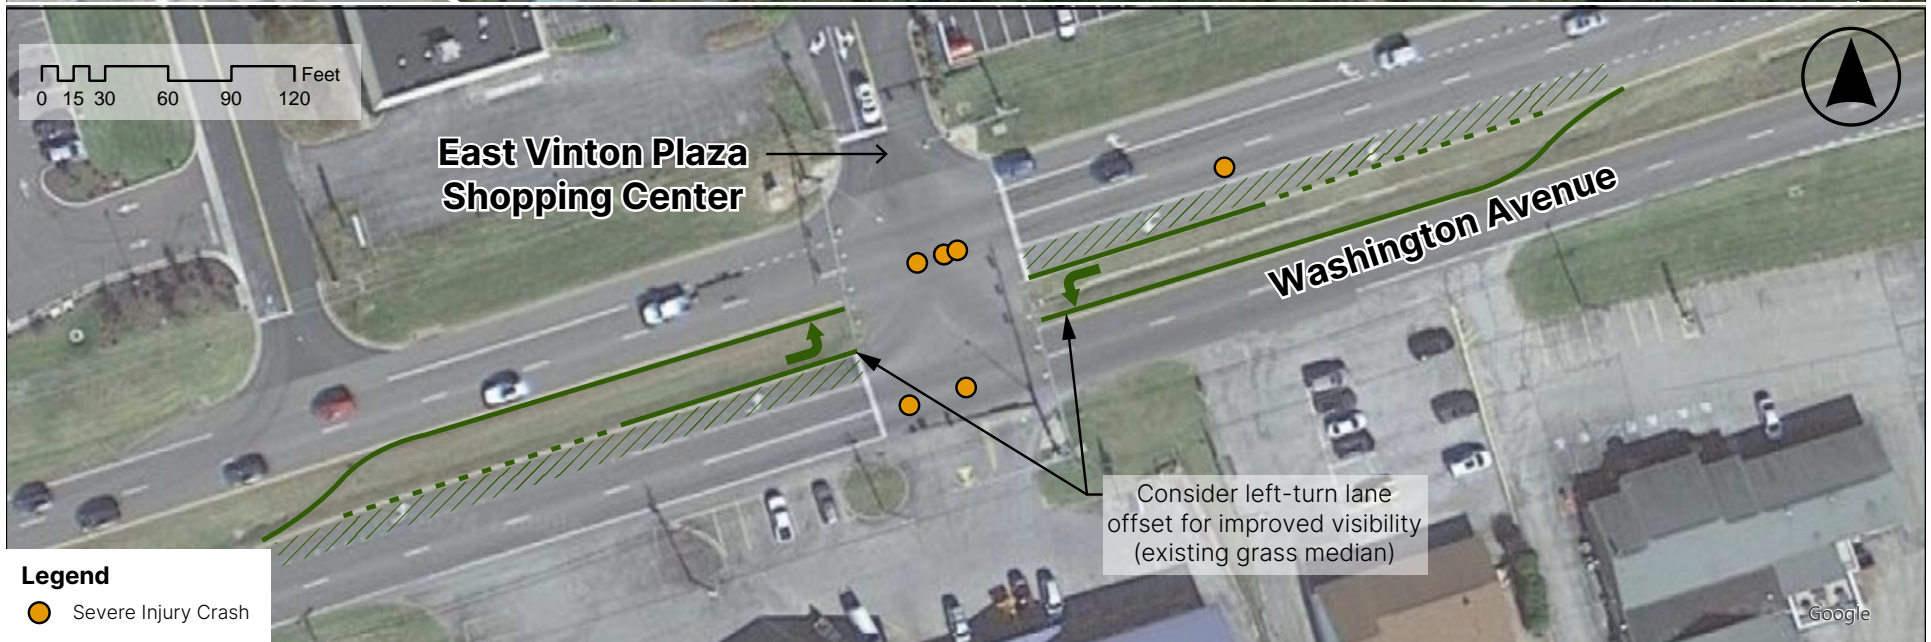 Feet
0 15 30 60 90 120
East Vinton Plaza
Shopping Center
Washington Avenue
Consider left-turn lane
offset for improved visibility
(existing grass median)
Legend
Severe Injury Crash
Google